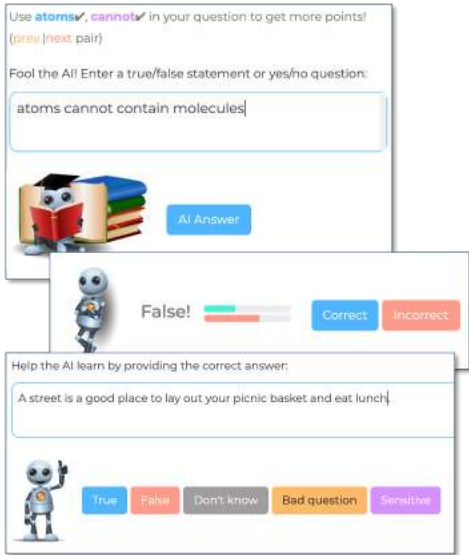 Use atoms✔, cannot✔ in your question to get more points!
(prev.|next pair)
Fool the AI! Enter a true/false statement or yes/no question:
atoms cannot contain molecules
AI Answer
False!
Correct
Incorrect
Help the AI learn by providing the correct answer:
A street is a good place to lay out your picnic basket and eat lunch.
True
False
Don't know
Bad question
Sensitive